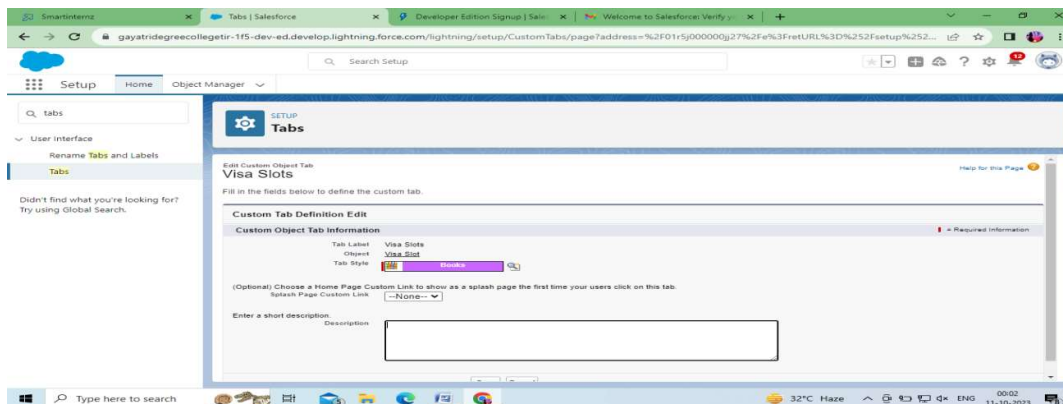 Smartinternz
Tabs | Salesforce
Developer Edition Signup | Sale
Welcome to Salesforce: Verify y
gayatridegreecollegetir-1f5-dev-ed.develop.lightning.force.com/lightning/setup/CustomTabs/page?address=%2F01r5j000000jj27%2Fe%3FretURL%3D%252Fsetup%252...
Search Setup
12
Setup Home Object Manager
tabs
SETUP
Tabs
User Interface
Rename Tabs and Labels
Tabs
Didn't find what you're looking for?
Try using Global Search.
Edit Custom Object Tab
Visa Slots
Help for this Page
Fill in the fields below to define the custom tab.
Custom Tab Definition Edit
Custom Object Tab Information
= Required Information
Tab Label Visa Slots
Object Visa Slot
Tab Style Books
(Optional) Choose a Home Page Custom Link to show as a splash page the first time your users click on this tab.
Splash Page Custom Link --None--
Enter a short description.
Description
Type here to search
32°C Haze
ENG
00:02
11-10-2023